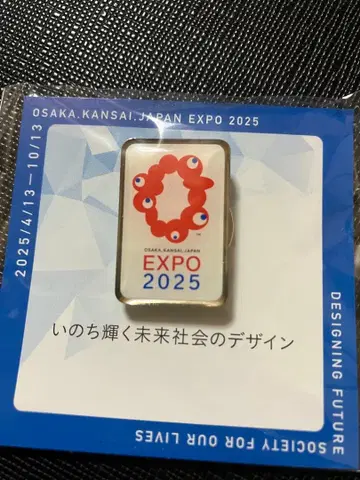 OSAKA.KANSAI.JAPAN EXPO 2025
2025/4/13—10/13
OSAKA, KANSAI, JAPAN
EXPO
2025
いのち輝く未来社会のデザイン
DESIGNING FUTURE
SOCIETY FOR OUR LIVES